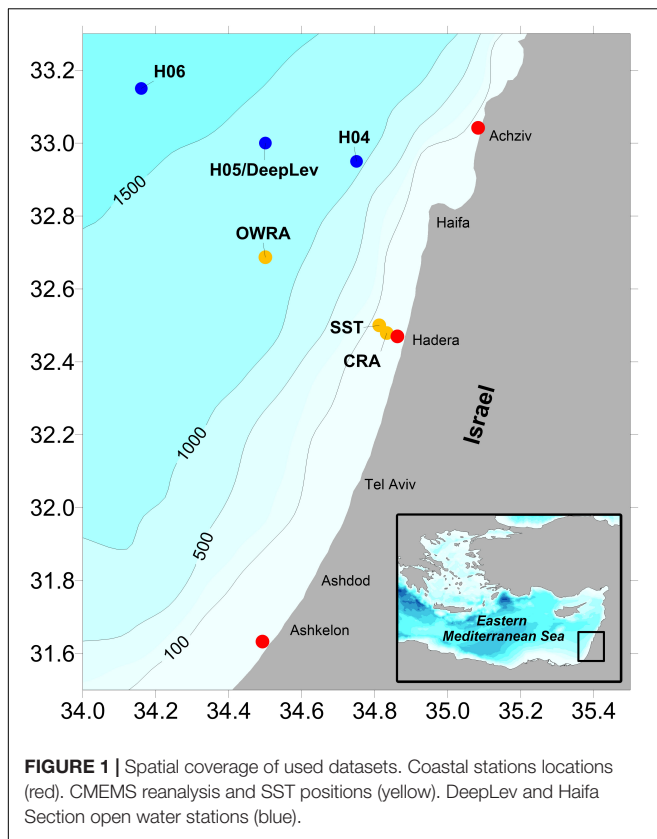 33.2
33.0
32.8
32.6
32.4
32.2
32.0
31.8
31.6
H06
H04
H05/DeepLev
1500
OWRA
Achziv
Haifa
SST
CRA
Hadera
Israel
1000
500
100
Tel Aviv
Ashdod
Ashkelon
Eastern
Mediterranean Sea
34.0 34.2 34.4 34.6 34.8 35.0 35.2 35.4
FIGURE 1 | Spatial coverage of used datasets. Coastal stations locations
(red). CMEMS reanalysis and SST positions (yellow). DeepLev and Haifa
Section open water stations (blue).